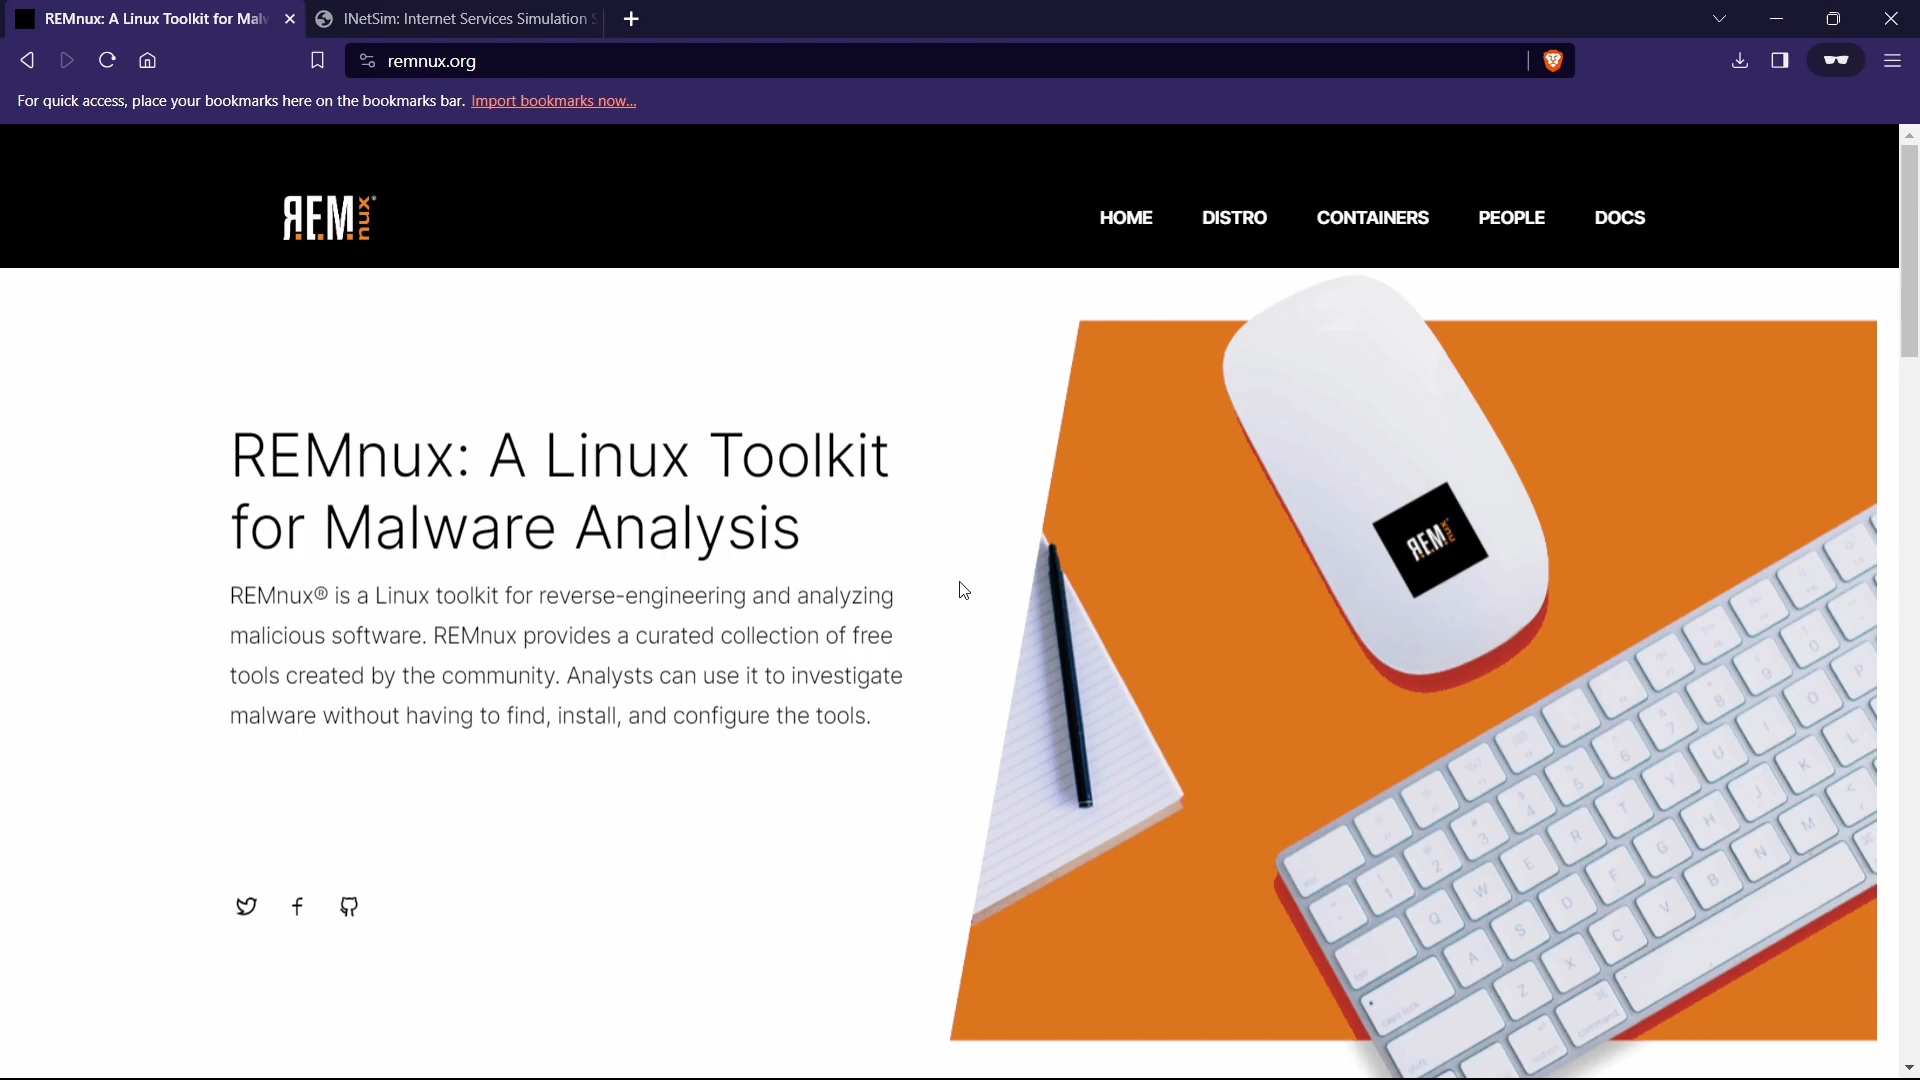 REMnux: A Linux Toolkit for Mal
INetSim: Internet Services Simulation S
remnux.org
For quick access, place your bookmarks here on the bookmarks bar. Import bookmarks now...
REMnux
HOME
DISTRO
CONTAINERS
PEOPLE
DOCS
REMnux: A Linux Toolkit
for Malware Analysis
REMnux® is a Linux toolkit for reverse-engineering and analyzing
malicious software. REMnux provides a curated collection of free
tools created by the community. Analysts can use it to investigate
malware without having to find, install, and configure the tools.
REMnux